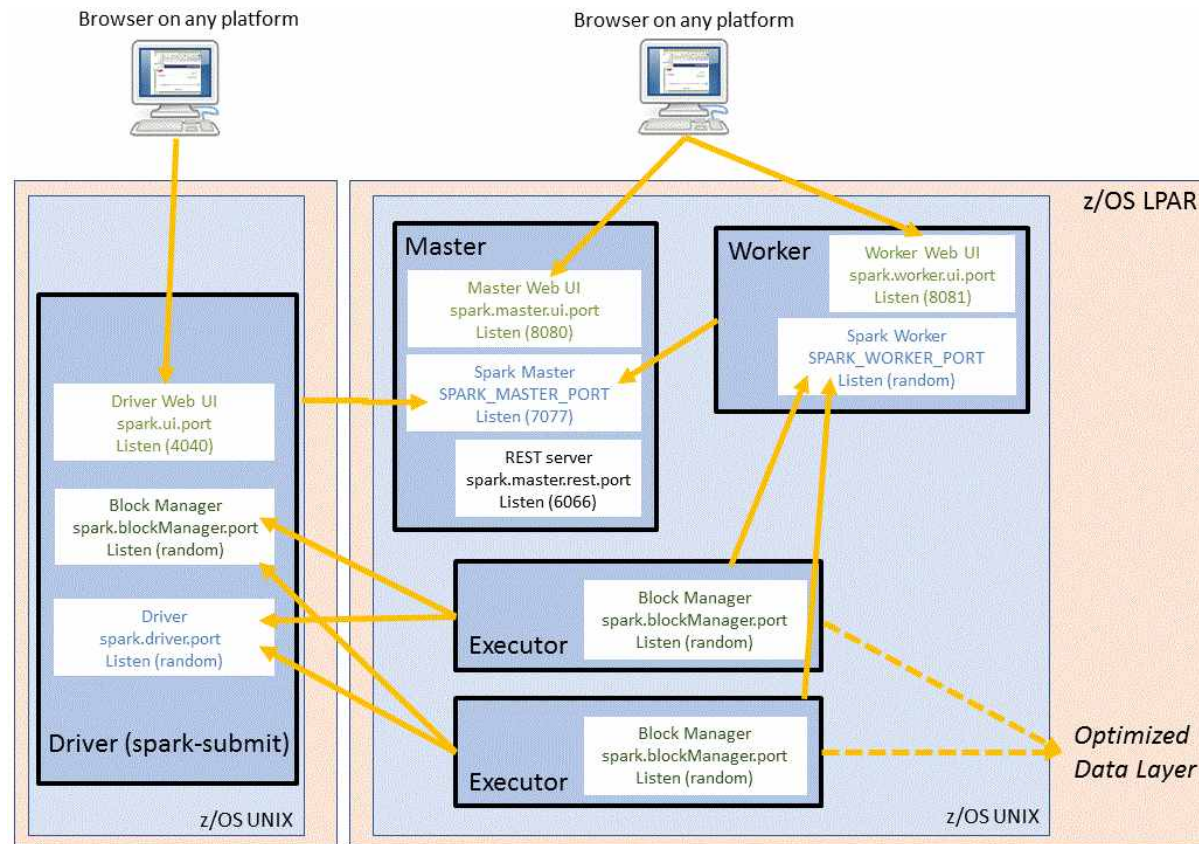 Browser on any platform
Browser on any platform
z/OS LPAR
Master
Master Web UI
spark.master.ui.port
Listen (8080)
Spark Master
SPARK_MASTER_PORT
Listen (7077)
REST server
spark.master.rest.port
Listen (6066)
Worker
Worker Web UI
spark.worker.ui.port
Listen (8081)
Spark Worker
SPARK_WORKER_PORT
Listen (random)
Driver Web UI
spark.ui.port
Listen (4040)
Block Manager
spark.blockManager.port
Listen (random)
Driver
spark.driver.port
Listen (random)
Driver (spark-submit)
z/OS UNIX
Block Manager
spark.blockManager.port
Listen (random)
Executor
Block Manager
spark.blockManager.port
Listen (random)
Executor
Optimized
Data Layer
z/OS UNIX